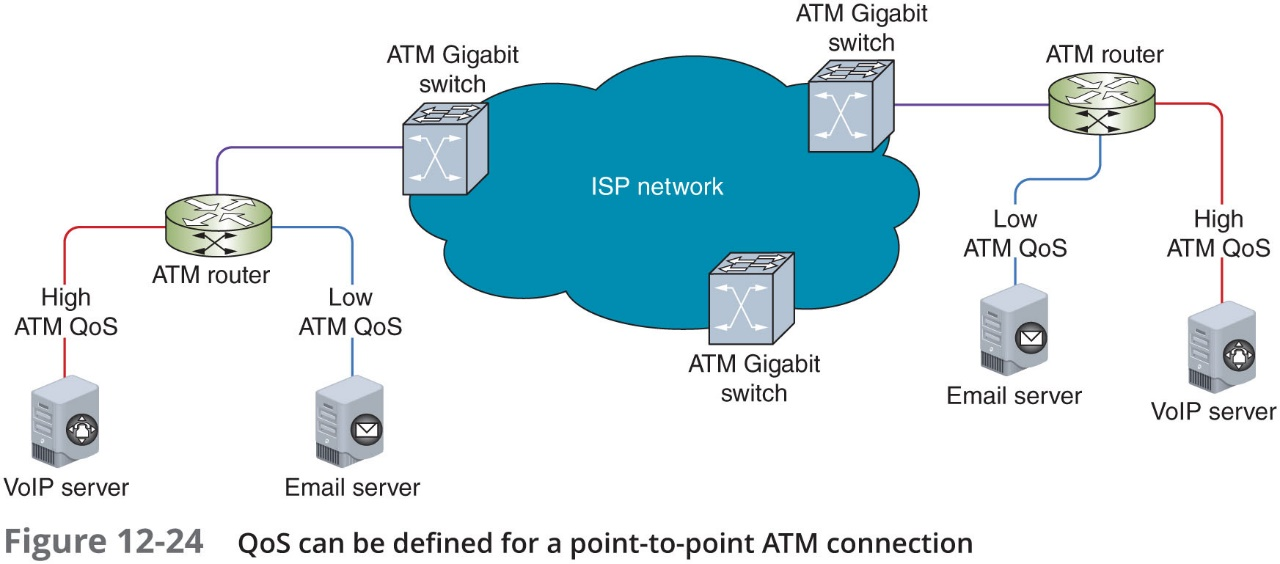 ATM Gigabit
switch
ATM Gigabit
switch
ATM router
ISP network
ATM router
High
ATM QoS
Low
ATM QoS
Low
ATM QoS
High
ATM QoS
ATM Gigabit
switch
VoIP server
Email server
Email server
VoIP server
Figure 12-24 QoS can be defined for a point-to-point ATM connection